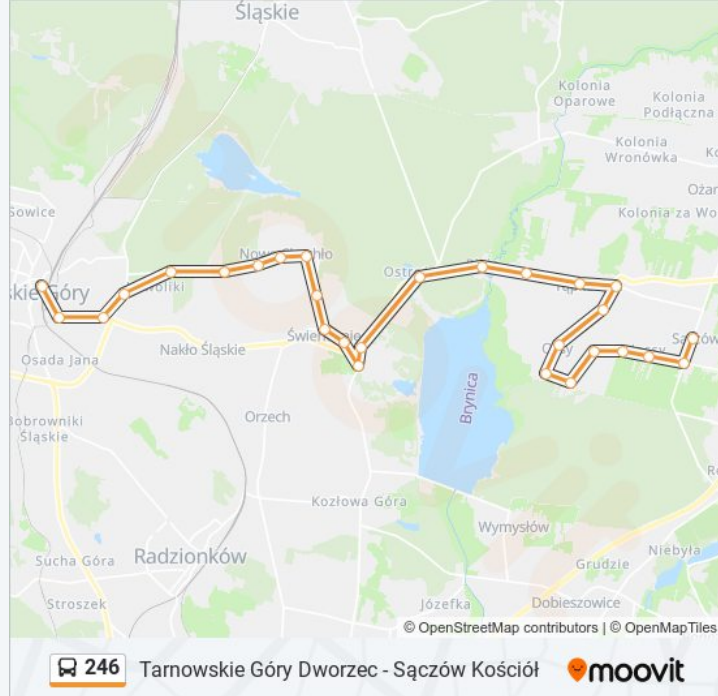 Śląskie
Kolonia
Oparowe
Kolonia
Podłączna
Kolonia
Wronówka
Sowice
Kolonia za Wo
Nakło Śląskie
Osada Jana
Orzech
Brynica
Bobrowniki
Śląskie
Kozłowa Góra
Wymysłów
Radzionków
Sucha Góra
Niebyła
Grudzie
Stroszek
Józefka
Dobieszowice
© OpenStreetMap contributors | © OpenMapTiles
246 Tarnowskie Góry Dworzec - Sączów Kościół moovit